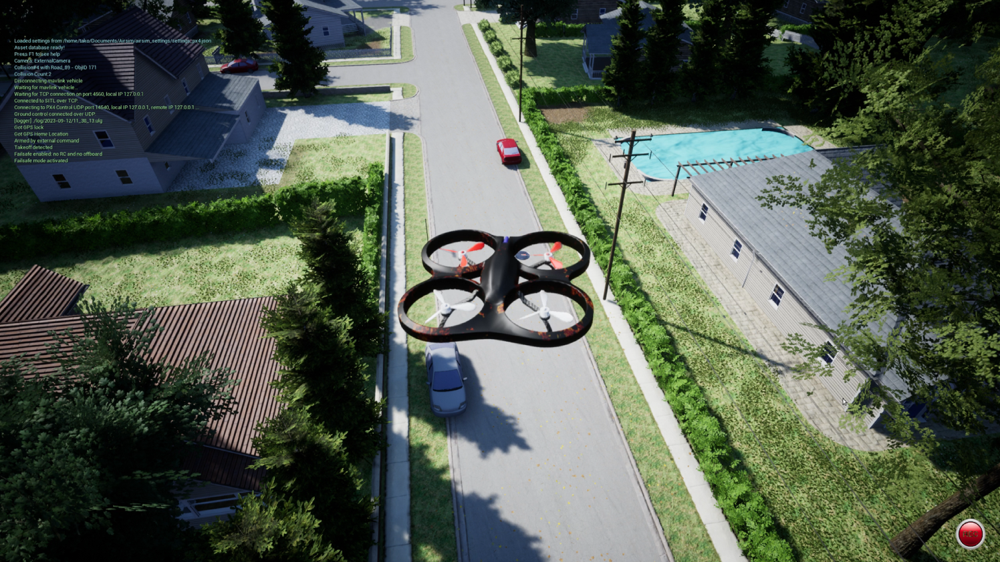 Loaded settings from /home/tako/Documents/Airsim/airsim_settings/settings_px4.json
Asset database ready!
Press F1 to see help
Camera: ExternalCamera
Collision#4 with Road_89 - ObjID 171
Collision Count:2
Disconnecting mavlink vehicle
Waiting for mavlink vehicle...
Waiting for TCP connection on port 4560, local IP 127.0.0.1
Connected to SITL over TCP.
Connecting to PX4 Control UDP port 14540, local IP 127.0.0.1, remote IP 127.0.0.1 ...
Ground control connected over UDP.
[logger] ./log/2023-09-12/11_38_13.ulg
Got GPS lock
Got GPS Home Location
Armed by external command
Takeoff detected
Failsafe enabled: no RC and no offboard
Failsafe mode activated
REC